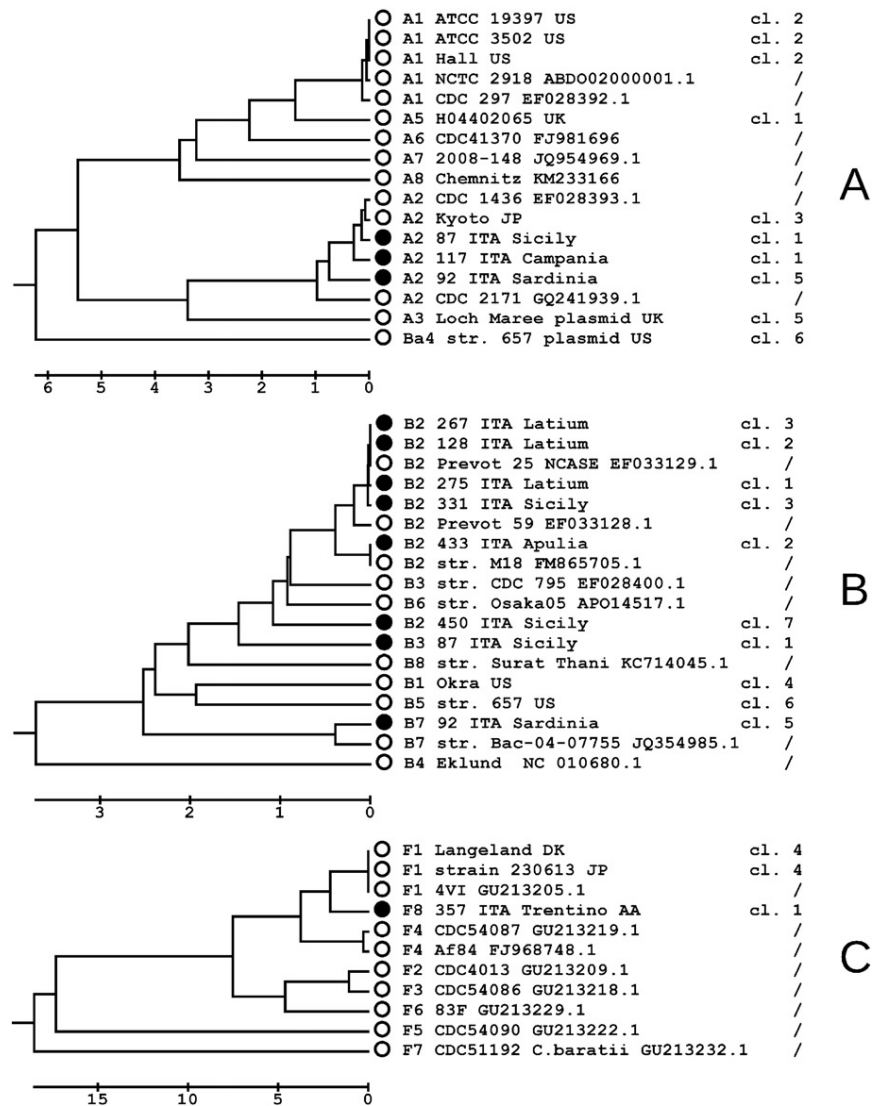 A1 ATCC 19397 US cl. 2
A1 ATCC 3502 US cl. 2
A1 Hall US cl. 2
A1 NCTC 2918 ABDO02000001.1 /
A1 CDC 297 EF028392.1 /
A5 H04402065 UK cl. 1
A6 CDC41370 FJ981696 /
A7 2008-148 JQ954969.1 /
A8 Chemnitz KM233166 /
A
A2 CDC 1436 EF028393.1 /
A2 Kyoto JP cl. 3
A2 87 ITA Sicily cl. 1
A2 117 ITA Campania cl. 1
A2 92 ITA Sardinia cl. 5
A2 CDC 2171 GQ241939.1 /
A3 Loch Maree plasmid UK cl. 5
Ba4 str. 657 plasmid US cl. 6
6 5 4 3 2 1 0
B2 267 ITA Latium cl. 3
B2 128 ITA Latium cl. 2
B2 Prevot 25 NCASE EF033129.1 /
B2 275 ITA Latium cl. 1
B2 331 ITA Sicily cl. 3
B2 Prevot 59 EF033128.1 /
B2 433 ITA Apulia cl. 2
B2 str. M18 FM865705.1 /
B3 str. CDC 795 EF028400.1 /
B
B6 str. Osaka05 APO14517.1 /
B2 450 ITA Sicily cl. 7
B3 87 ITA Sicily cl. 1
B8 str. Surat Thani KC714045.1 /
B1 Okra US cl. 4
B5 str. 657 US cl. 6
B7 92 ITA Sardinia cl. 5
B7 str. Bac-04-07755 JQ354985.1 /
B4 Eklund NC 010680.1 /
3 2 1 0
F1 Langeland DK cl. 4
F1 strain 230613 JP cl. 4
F1 4VI GU213205.1 /
F8 357 ITA Trentino AA cl. 1
F4 CDC54087 GU213219.1 /
F4 Af84 FJ968748.1 /
C
F2 CDC4013 GU213209.1 /
F3 CDC54086 GU213218.1 /
F6 83F GU213229.1 /
F5 CDC54090 GU213222.1 /
F7 CDC51192 C.baratii GU213232.1 /
15 10 5 0